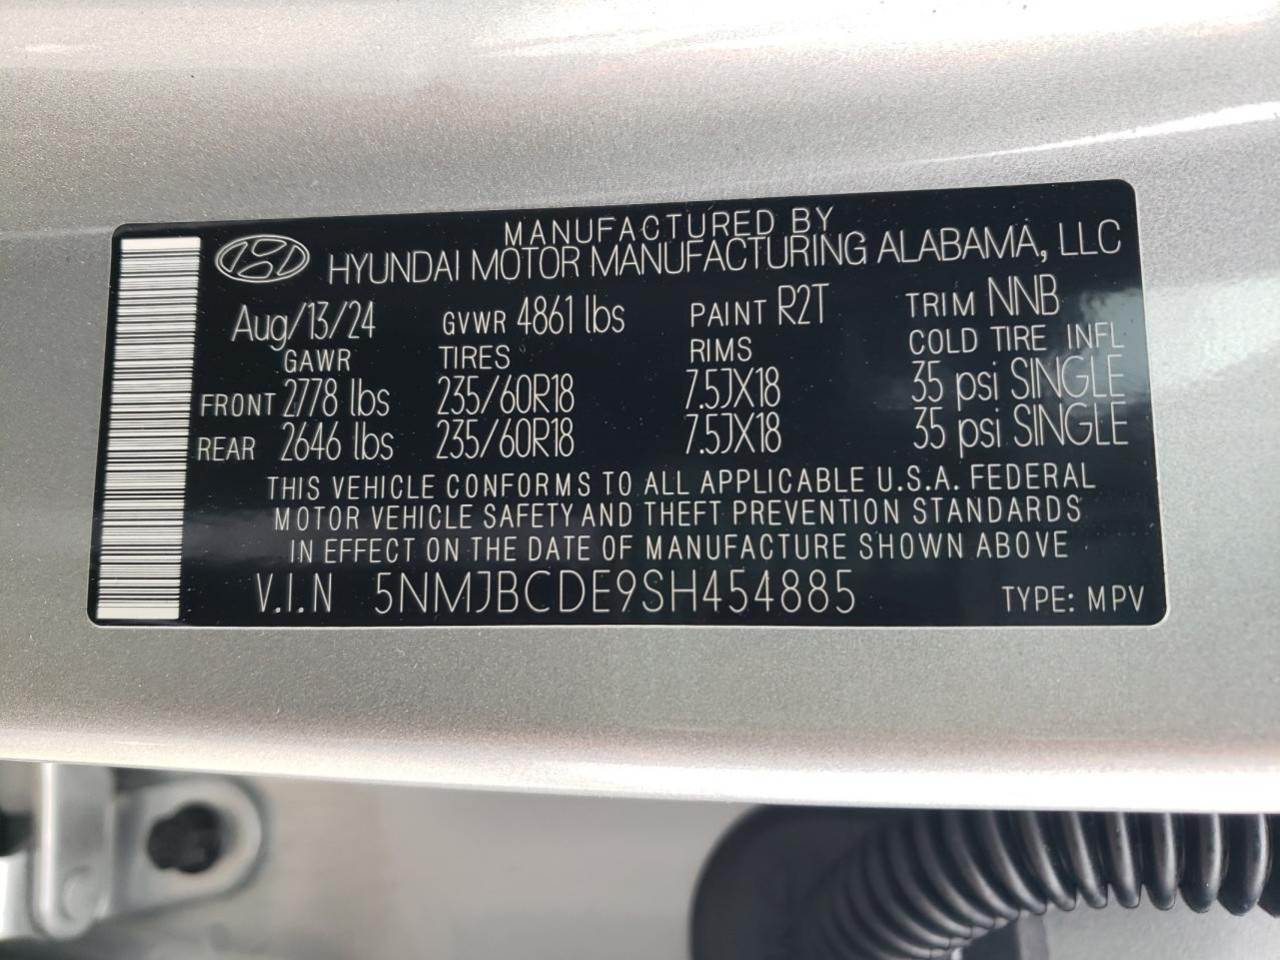 MANUFACTURED BY
HYUNDAI MOTOR MANUFACTURING ALABAMA, LLC
Aug/13/24 GVWR 4861 lbs PAINT R2T TRIM NNB
GAWR TIRES RIMS COLD TIRE INFL
FRONT 2778 lbs 235/60R18 7.5JX18 35 psi SINGLE
REAR 2646 lbs 235/60R18 7.5JX18 35 psi SINGLE
THIS VEHICLE CONFORMS TO ALL APPLICABLE U.S.A. FEDERAL
MOTOR VEHICLE SAFETY AND THEFT PREVENTION STANDARDS
IN EFFECT ON THE DATE OF MANUFACTURE SHOWN ABOVE
V.I.N 5NMJBCDE9SH454885 TYPE: MPV